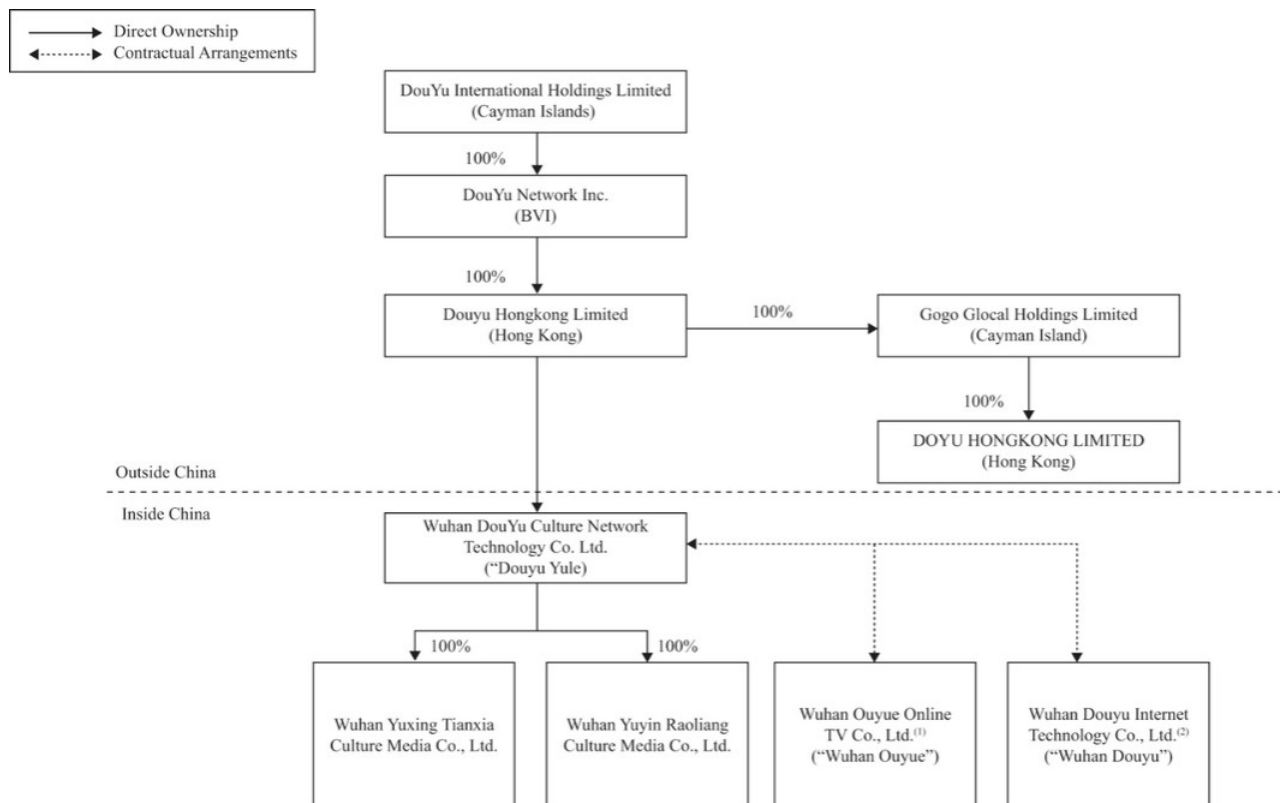 Direct Ownership
Contractual Arrangements
DouYu International Holdings Limited
(Cayman Islands)
100%
DouYu Network Inc.
(BVI)
100%
Douyu Hongkong Limited
(Hong Kong)
100%
Gogo Glocal Holdings Limited
(Cayman Island)
100%
DOYU HONGKONG LIMITED
(Hong Kong)
Outside China
Inside China
Wuhan DouYu Culture Network
Technology Co. Ltd.
(“Douyu Yule)
100%
100%
Wuhan Yuxing Tianxia
Culture Media Co., Ltd.
Wuhan Yuyin Raoliang
Culture Media Co., Ltd.
Wuhan Ouyue Online
TV Co., Ltd.(1)
(“Wuhan Ouyue”)
Wuhan Douyu Internet
Technology Co., Ltd.(2)
(“Wuhan Douyu”)